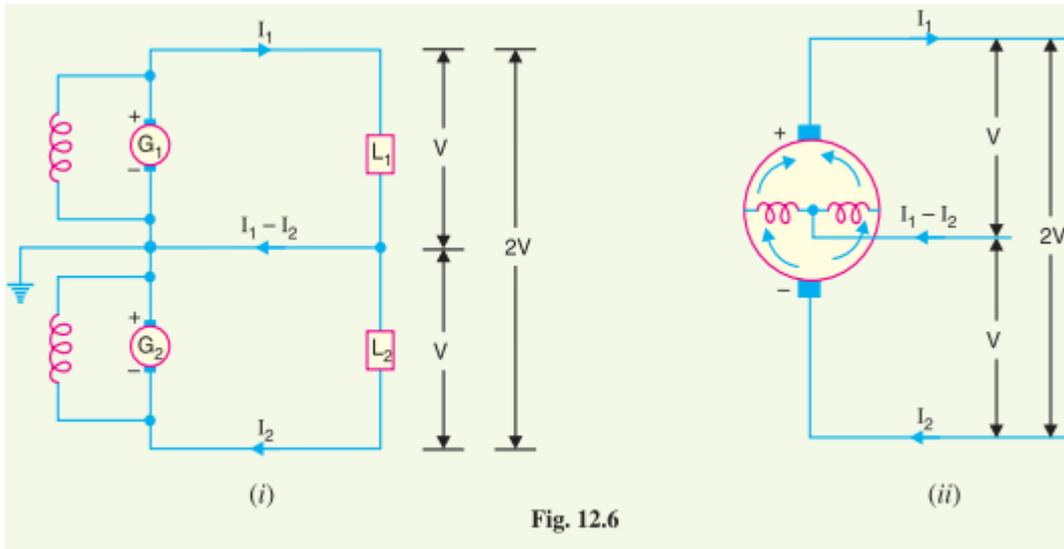 I₁
+
G₁
−
L₁
V
I₁ − I₂
2V
+
G₂
−
L₂
V
I₂
(i)
I₁
+
V
I₁ − I₂
2V
−
V
I₂
(ii)
Fig. 12.6